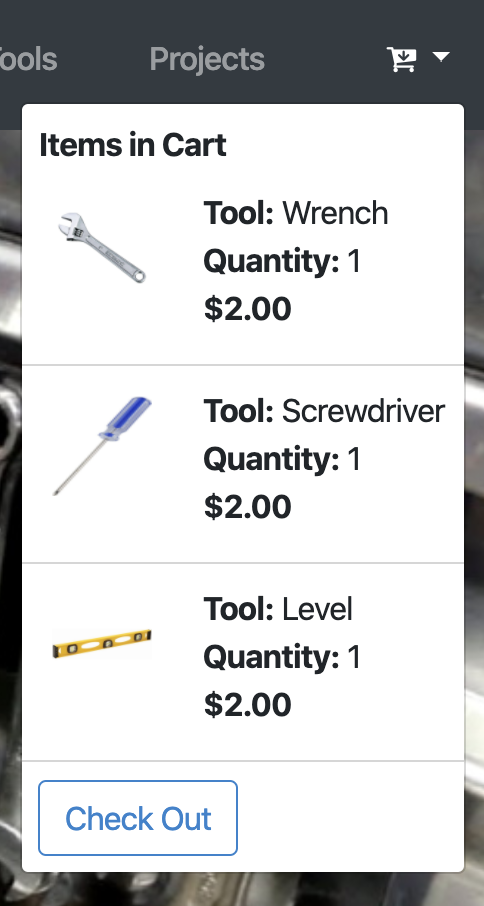 ools
Projects
Items in Cart
Tool: Wrench
Quantity: 1
$2.00
Tool: Screwdriver
Quantity: 1
$2.00
Tool: Level
Quantity: 1
$2.00
Check Out